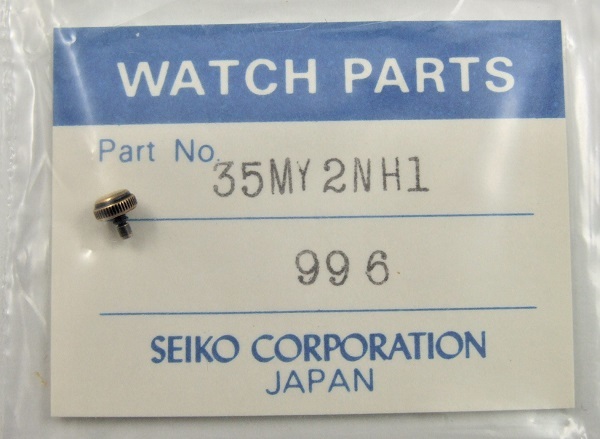 WATCH PARTS
Part No. 35MY2NH1
996
SEIKO CORPORATION
JAPAN